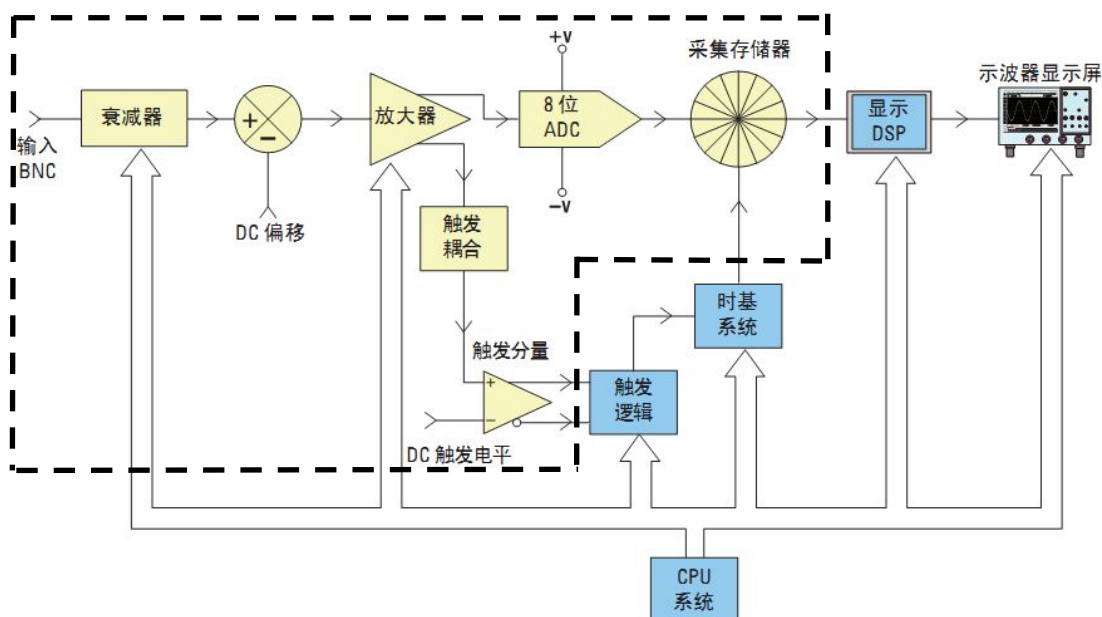 +V
采集存储器
示波器显示屏
衰减器
+
−
放大器
8 位
ADC
显示
DSP
输入
BNC
−V
DC 偏移
触发
耦合
时基
系统
触发分量
+
−
触发
逻辑
DC 触发电平
CPU
系统